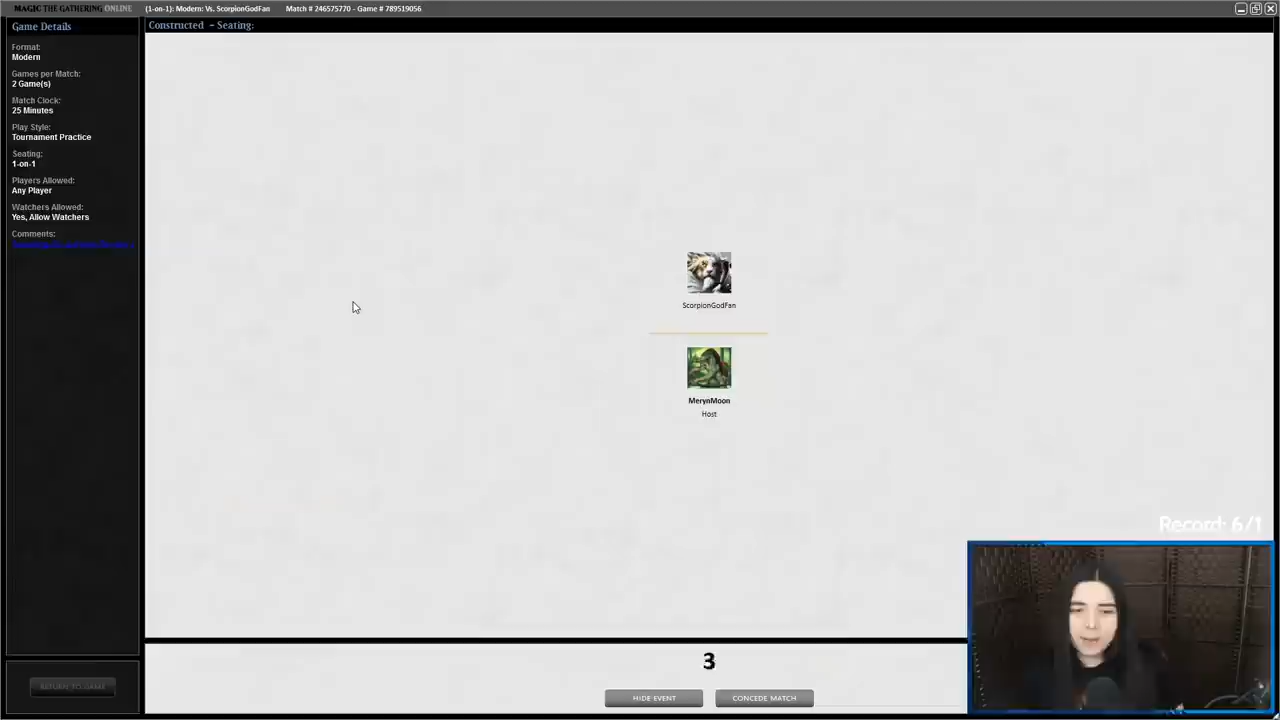 MAGIC THE GATHERING ONLINE (1-on-1): Modern: Vs. ScorpionGodFan Match # 246575770 - Game # 789519056
Game Details
Constructed - Seating:
Format:
Modern
Games per Match:
2 Game(s)
Match Clock:
25 Minutes
Play Style:
Tournament Practice
Seating:
1-on-1
Players Allowed:
Any Player
Watchers Allowed:
Yes, Allow Watchers
Comments:
ScorpionGodFan
MerynMoon
Host
Record: 6/1
3
RETURN TO GAME
HIDE EVENT
CONCEDE MATCH